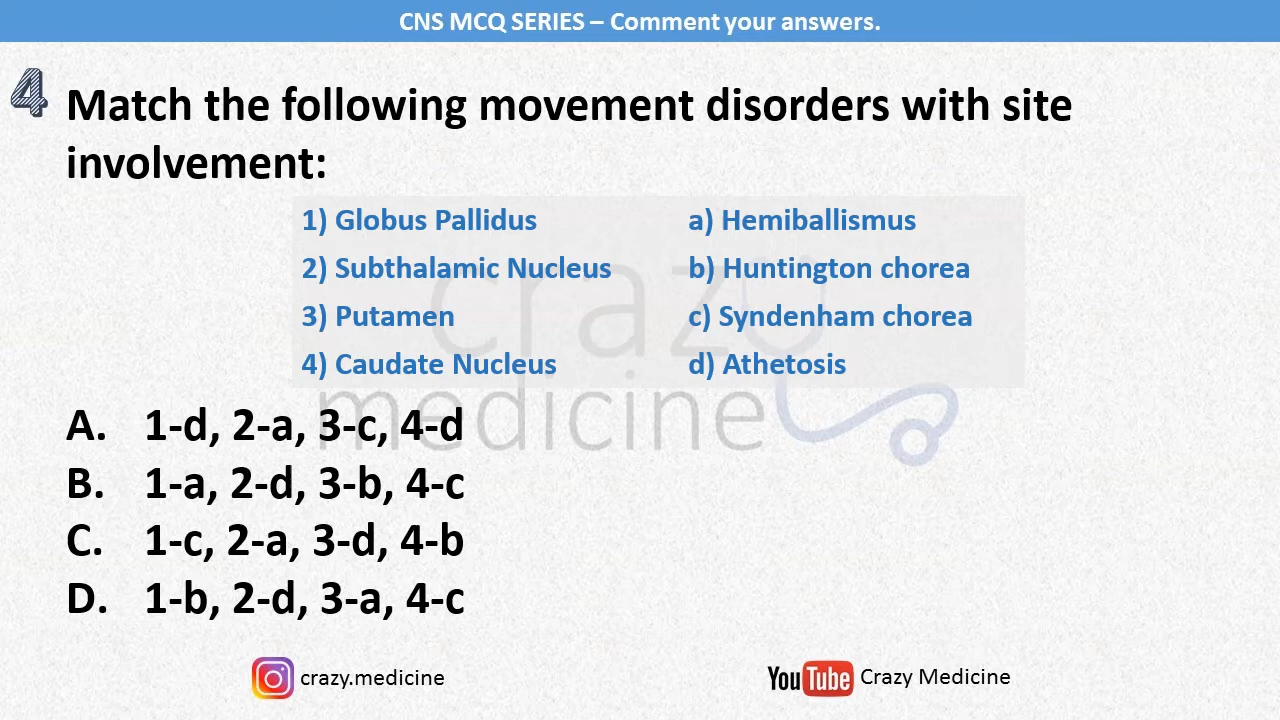 CNS MCQ SERIES – Comment your answers.
4 Match the following movement disorders with site
involvement:
1) Globus Pallidus a) Hemiballismus
2) Subthalamic Nucleus b) Huntington chorea
3) Putamen c) Syndenham chorea
4) Caudate Nucleus d) Athetosis
crazy
medicine
A. 1-d, 2-a, 3-c, 4-d
B. 1-a, 2-d, 3-b, 4-c
C. 1-c, 2-a, 3-d, 4-b
D. 1-b, 2-d, 3-a, 4-c
crazy.medicine YouTube Crazy Medicine